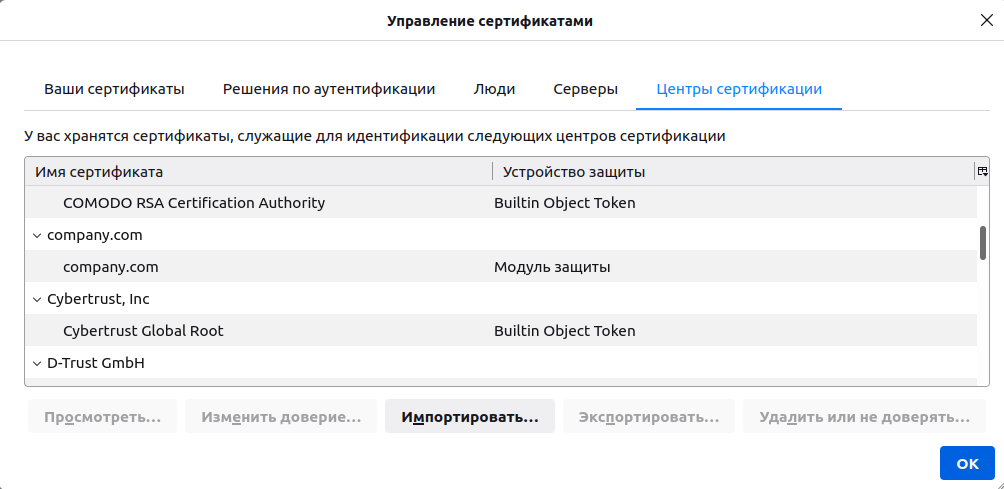 Управление сертификатами
Ваши сертификаты Решения по аутентификации Люди Серверы Центры сертификации
У вас хранятся сертификаты, служащие для идентификации следующих центров сертификации
Имя сертификата Устройство защиты
COMODO RSA Certification Authority Builtin Object Token
company.com
company.com Модуль защиты
Cybertrust, Inc
Cybertrust Global Root Builtin Object Token
D-Trust GmbH
Просмотреть... Изменить доверие... Импортировать... Экспортировать... Удалить или не доверять...
ОК